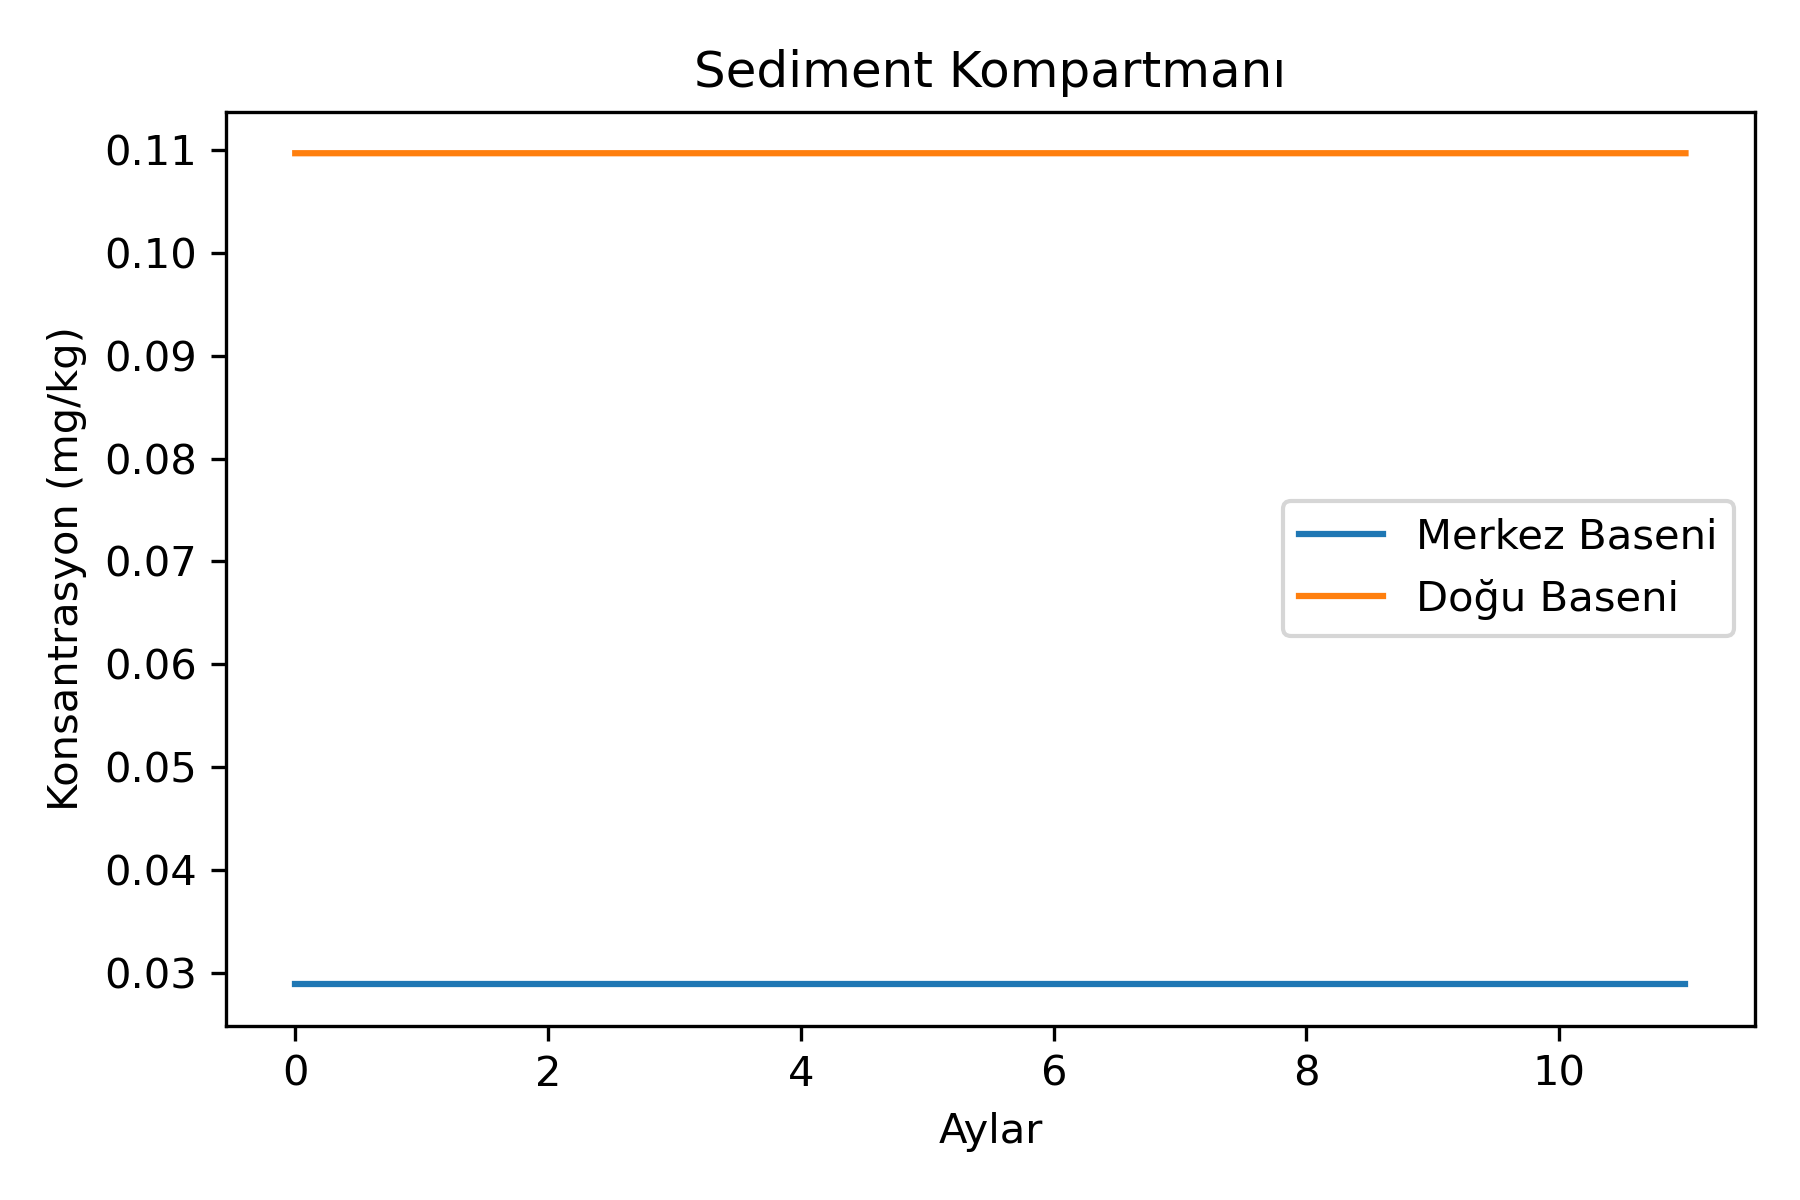 Sediment Kompartmanı
Konsantrasyon (mg/kg)
0.11
0.10
0.09
0.08
0.07
0.06
0.05
0.04
0.03
Merkez Baseni
Doğu Baseni
0 2 4 6 8 10
Aylar